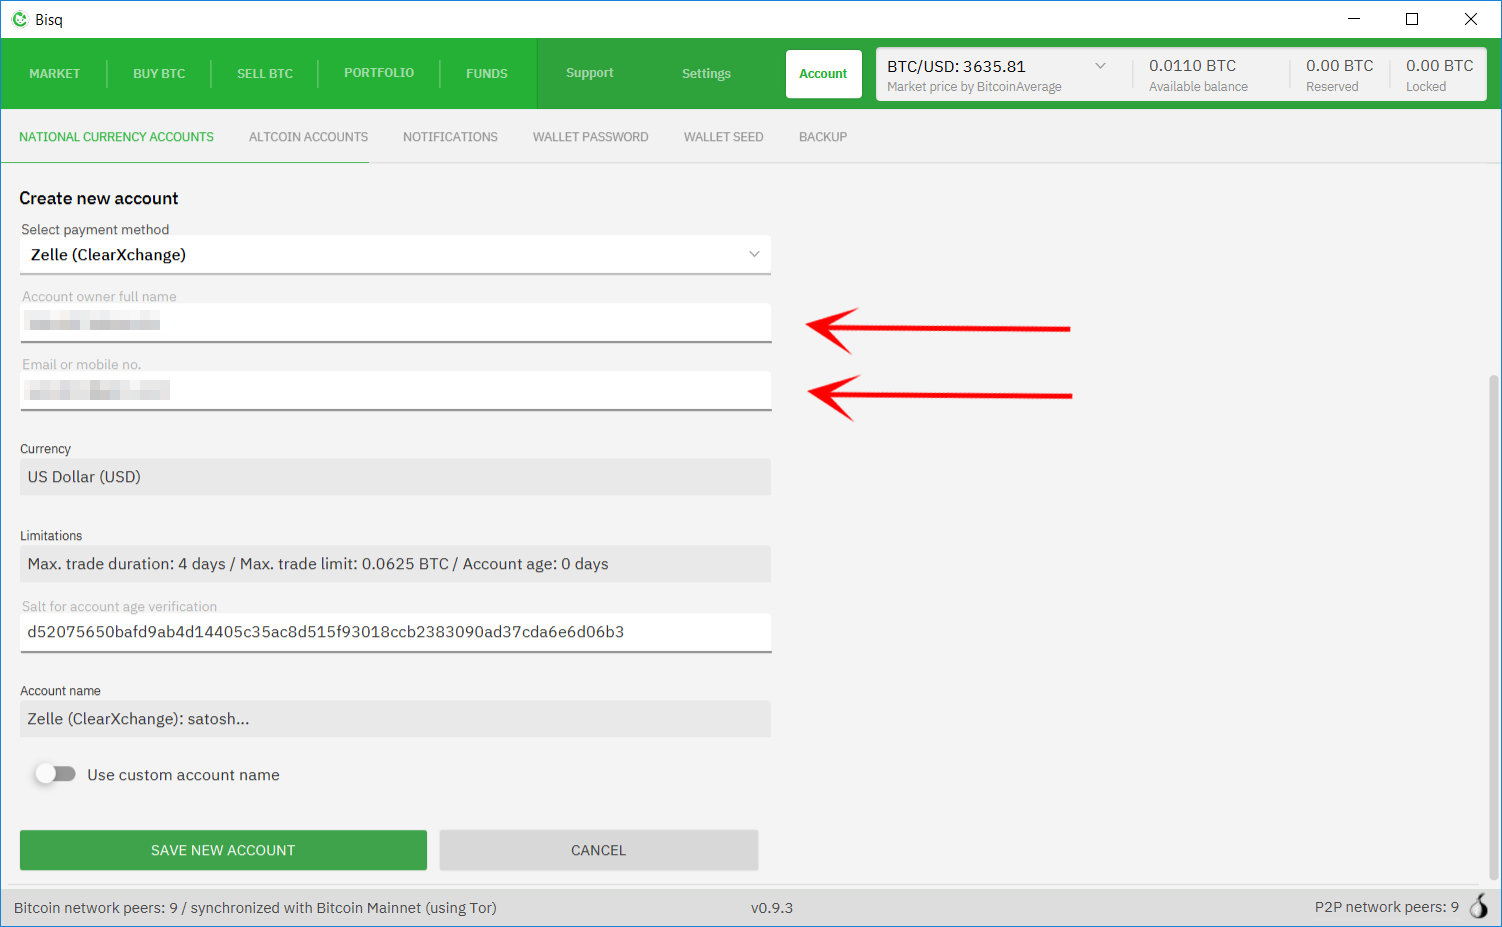 Bisq
MARKET BUY BTC SELL BTC PORTFOLIO FUNDS Support Settings Account
BTC/USD: 3635.81 0.0110 BTC 0.00 BTC 0.00 BTC
Market price by BitcoinAverage Available balance Reserved Locked
NATIONAL CURRENCY ACCOUNTS ALTCOIN ACCOUNTS NOTIFICATIONS WALLET PASSWORD WALLET SEED BACKUP
Create new account
Select payment method
Zelle (ClearXchange)
Account owner full name
Email or mobile no.
Currency
US Dollar (USD)
Limitations
Max. trade duration: 4 days / Max. trade limit: 0.0625 BTC / Account age: 0 days
Salt for account age verification
d52075650bafd9ab4d14405c35ac8d515f93018ccb2383090ad37cda6e6d06b3
Account name
Zelle (ClearXchange): satosh...
Use custom account name
SAVE NEW ACCOUNT CANCEL
Bitcoin network peers: 9 / synchronized with Bitcoin Mainnet (using Tor) v0.9.3 P2P network peers: 9